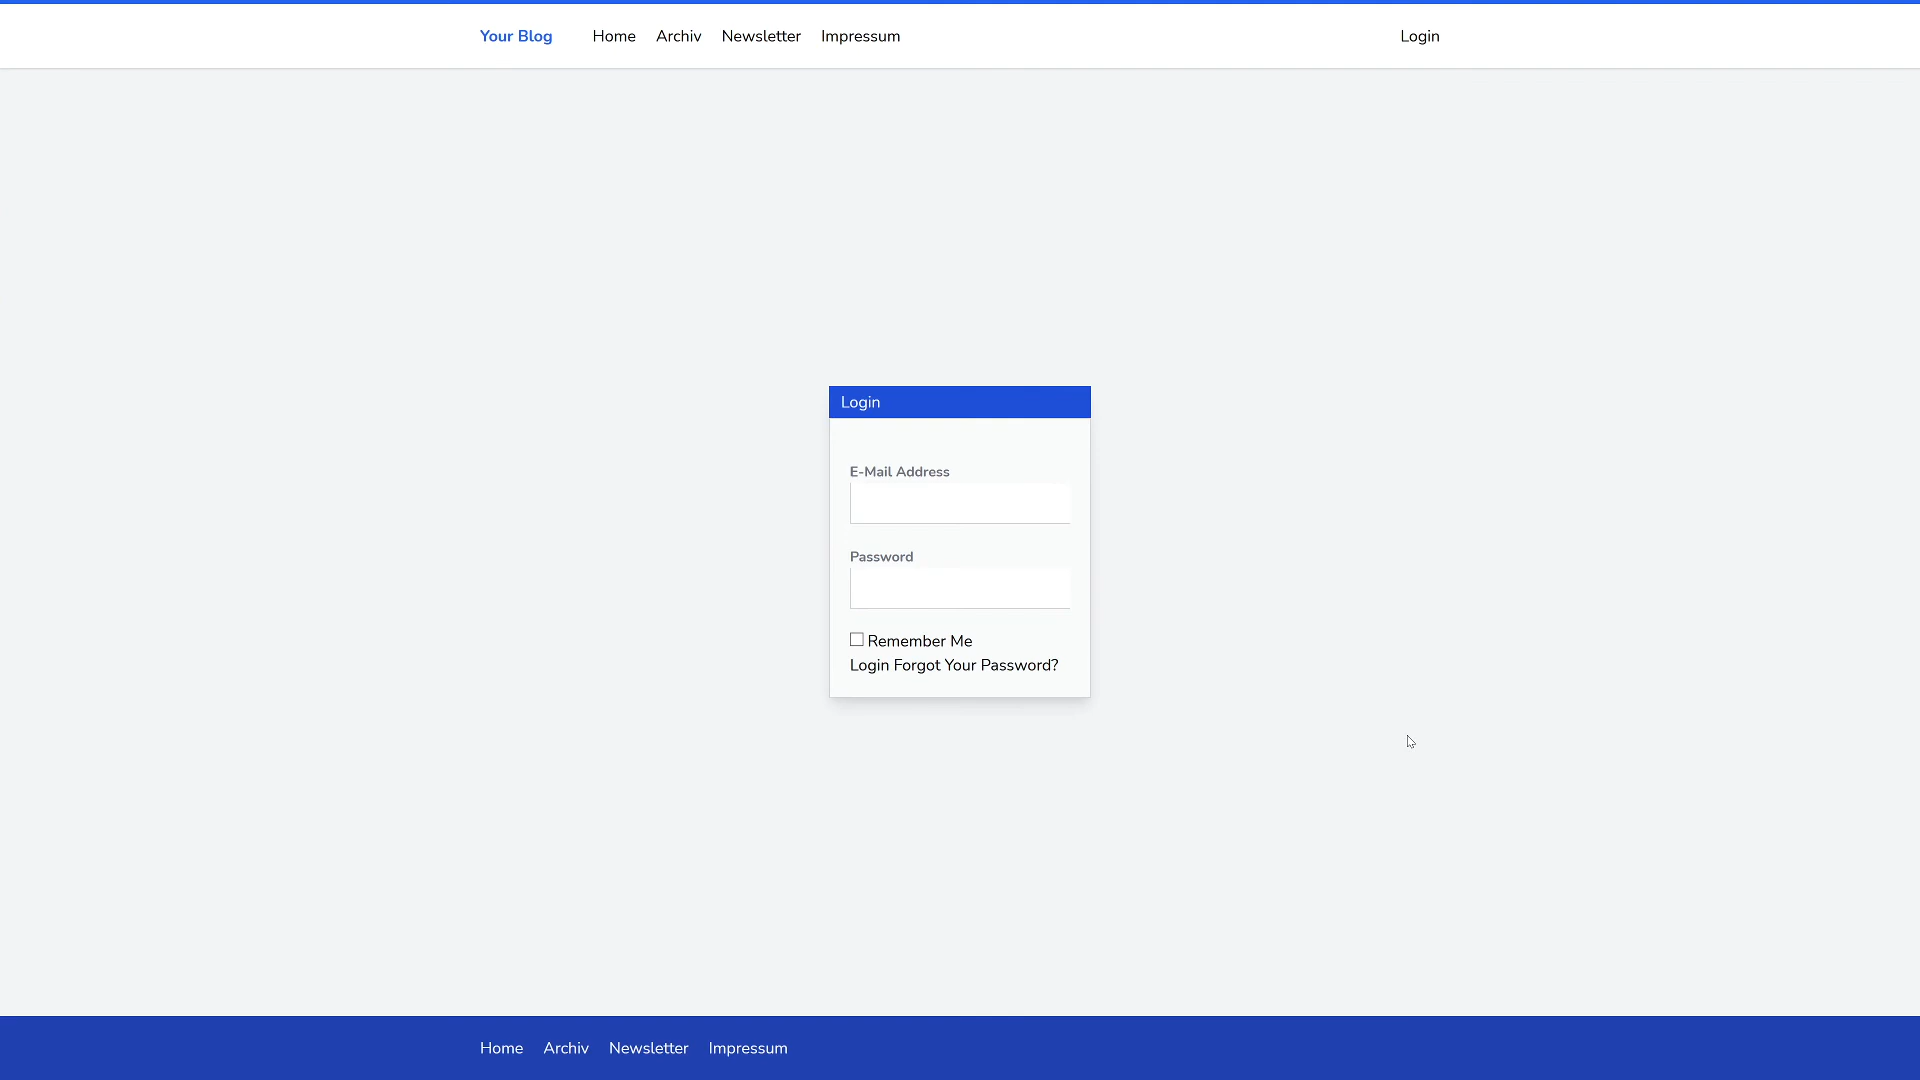 Your Blog Home Archiv Newsletter Impressum Login
Login
E-Mail Address
Password
Remember Me
Login Forgot Your Password?
Home Archiv Newsletter Impressum